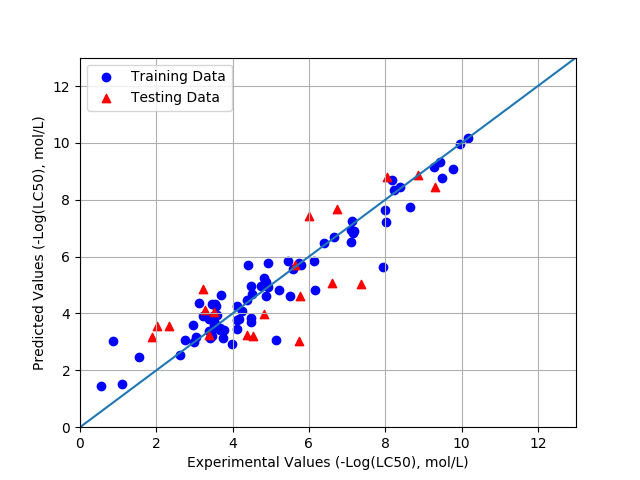 Training Data
Testing Data
12
10
8
6
4
2
0
0 2 4 6 8 10 12
Predicted Values (-Log(LC50), mol/L)
Experimental Values (-Log(LC50), mol/L)